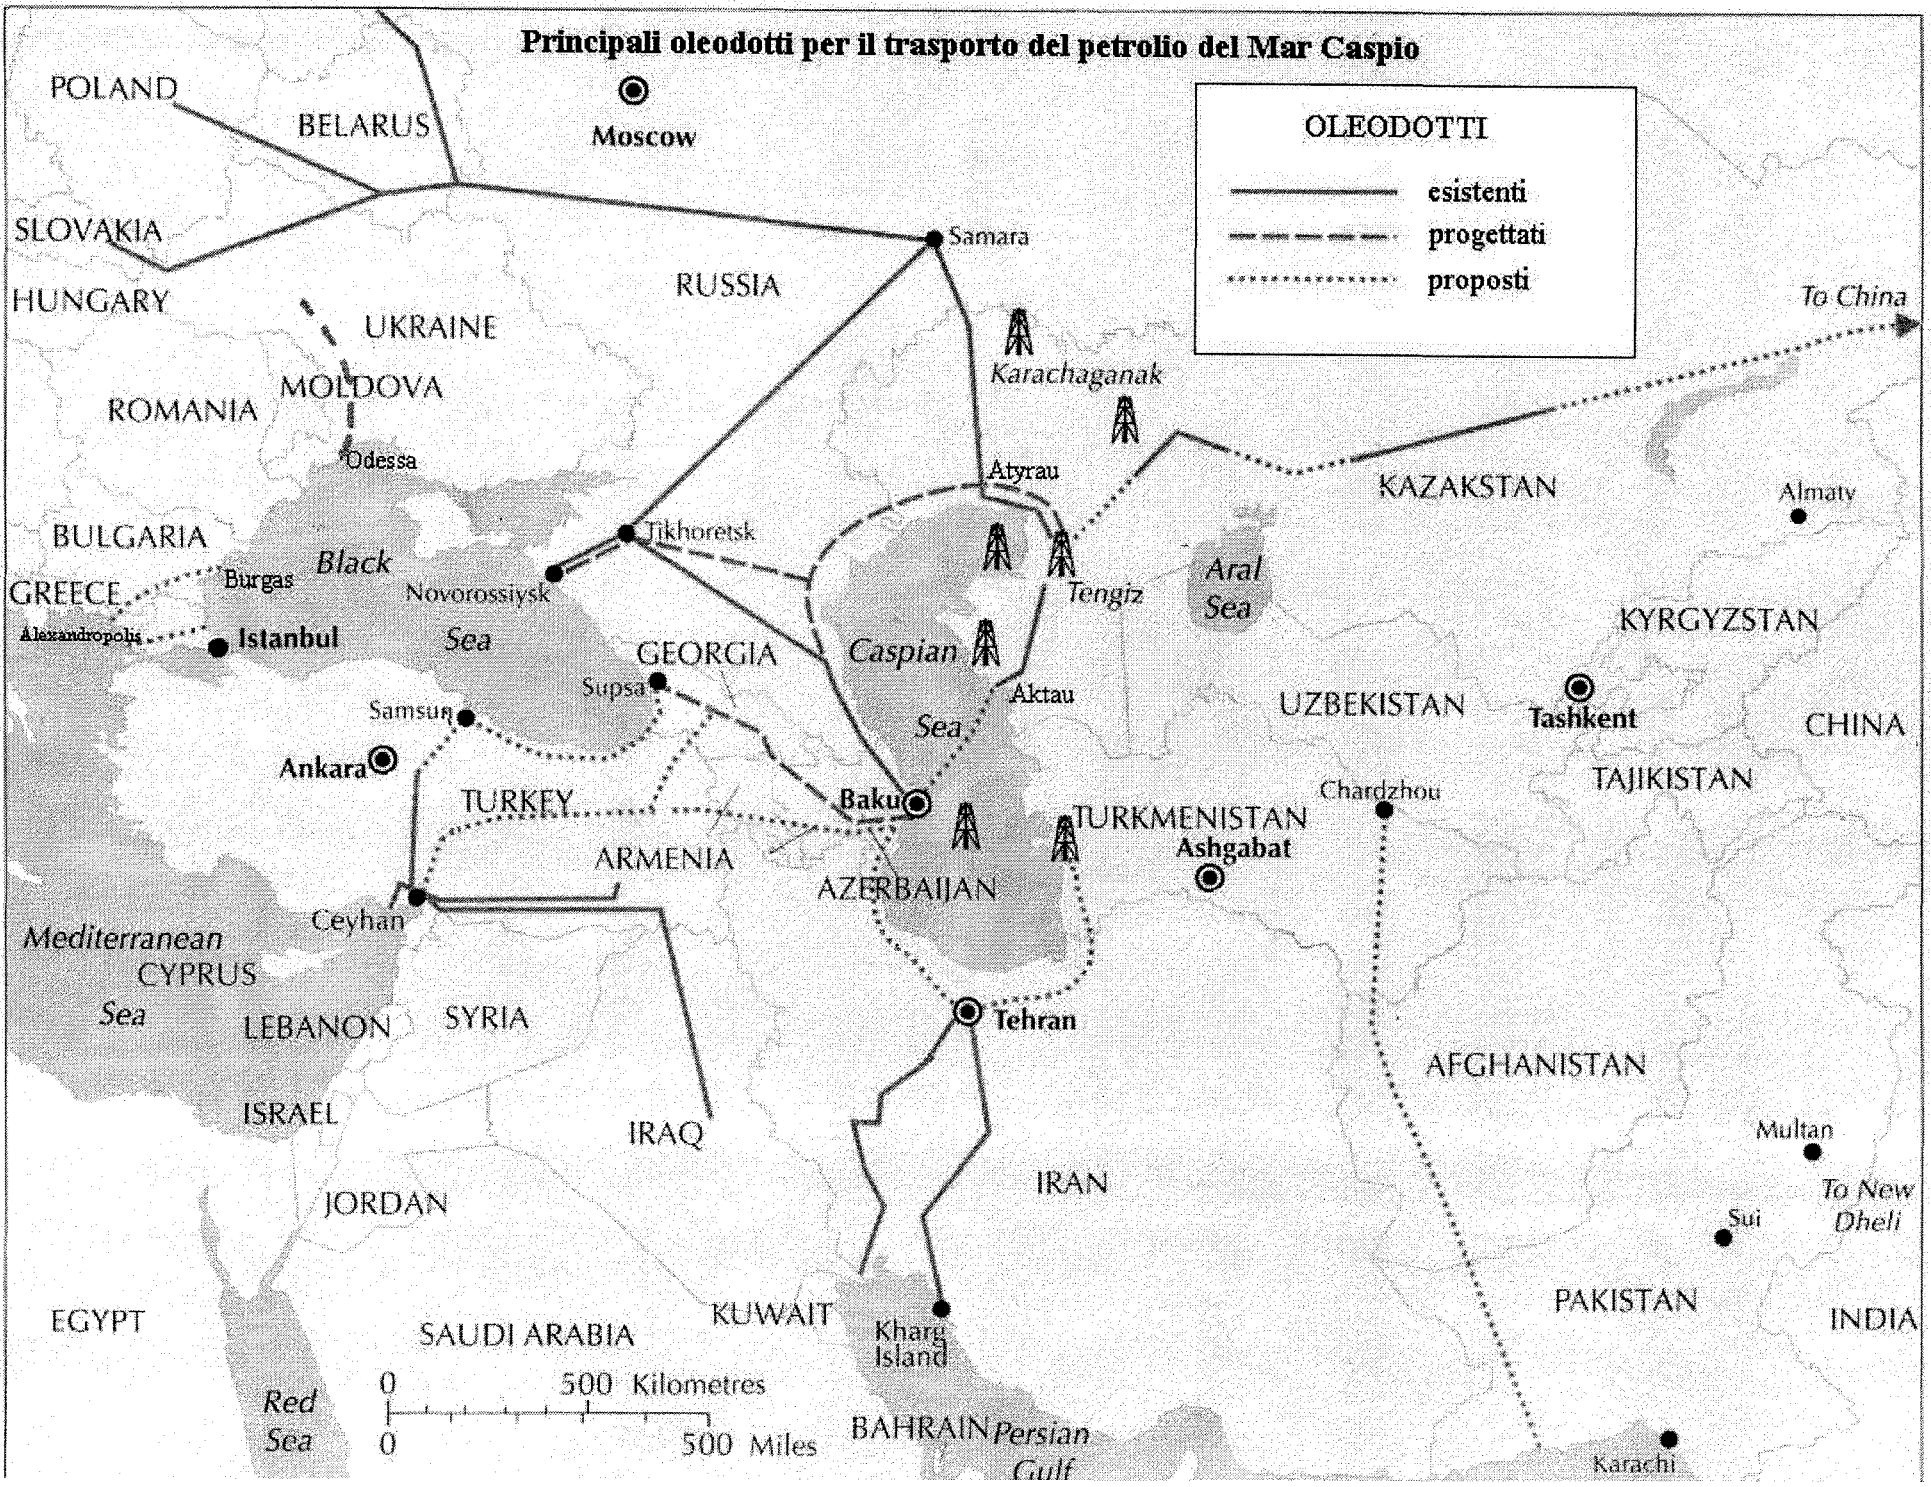 Principali oleodotti per il trasporto del petrolio del Mar Caspio
POLAND
BELARUS
Moscow
OLEODOTTI
esistenti
progettati
proposti
SLOVAKIA
Samara
HUNGARY
RUSSIA
To China
UKRAINE
Karachaganak
MOLDOVA
ROMANIA
Odessa
Atyrau
KAZAKSTAN
Almaty
BULGARIA
Black
Tikhoretsk
GREECE
Burgas
Novorossiysk
Tengiz
Aral
Sea
Alexandropolis
Istanbul
Sea
GEORGIA
Caspian
KYRGYZSTAN
Supsa
Aktau
UZBEKISTAN
Tashkent
Samsun
Sea
CHINA
Ankara
TURKEY
Baku
Chardzhou
TAJIKISTAN
TURKMENISTAN
Ashgabat
ARMENIA
AZERBAIJAN
Ceyhan
Mediterranean
CYPRUS
Sea
LEBANON
SYRIA
Tehran
AFGHANISTAN
ISRAEL
IRAQ
Multan
JORDAN
IRAN
To New
Dheli
Sui
EGYPT
SAUDI ARABIA
KUWAIT
Kharg
Island
PAKISTAN
INDIA
0 500 Kilometres
Red
Sea
0 500 Miles
BAHRAIN
Persian
Gulf
Karachi